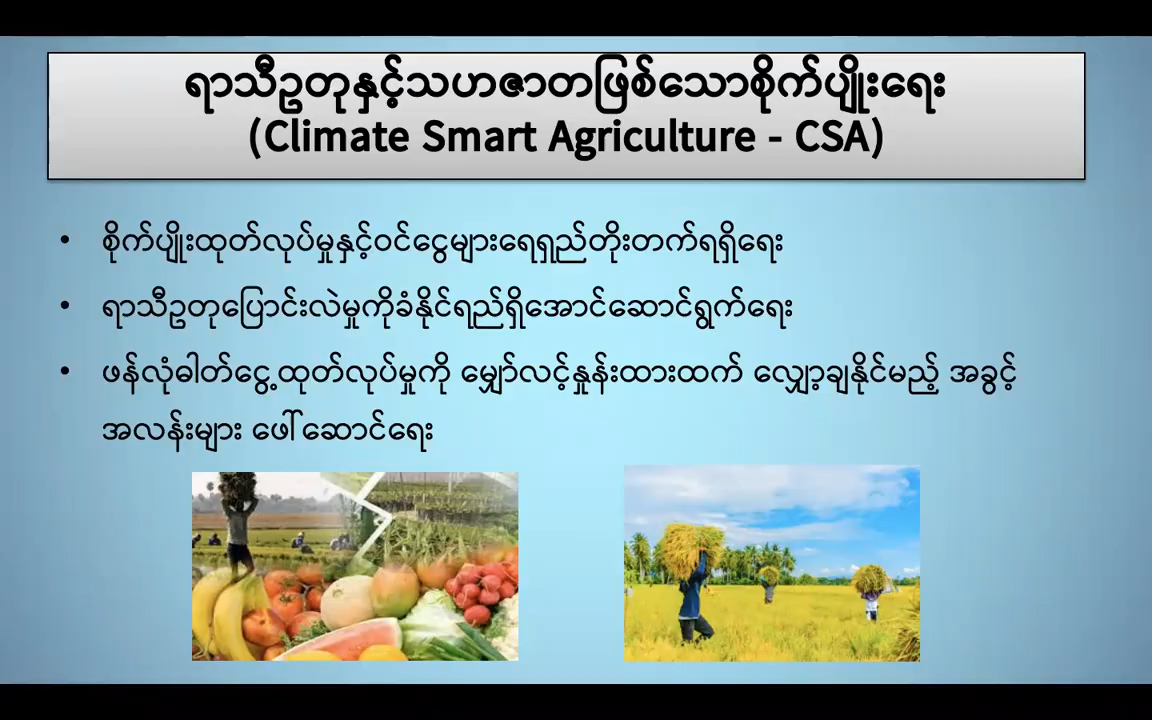 ရာသီဥတုနှင့်သဟဇာတဖြစ်သောစိုက်ပျိုးရေး
(Climate Smart Agriculture - CSA)
• စိုက်ပျိုးထုတ်လုပ်မှုနှင့်ဝင်ငွေများရေရှည်တိုးတက်ရရှိရေး
• ရာသီဥတုပြောင်းလဲမှုကိုခံနိုင်ရည်ရှိအောင်ဆောင်ရွက်ရေး
• ဖန်လုံဓါတ်ငွေ့ထုတ်လုပ်မှုကို မျှော်လင့်နှုန်းထားထက် လျှော့ချနိုင်မည့် အခွင့်
အလန်းများ ဖေါ်ဆောင်ရေး